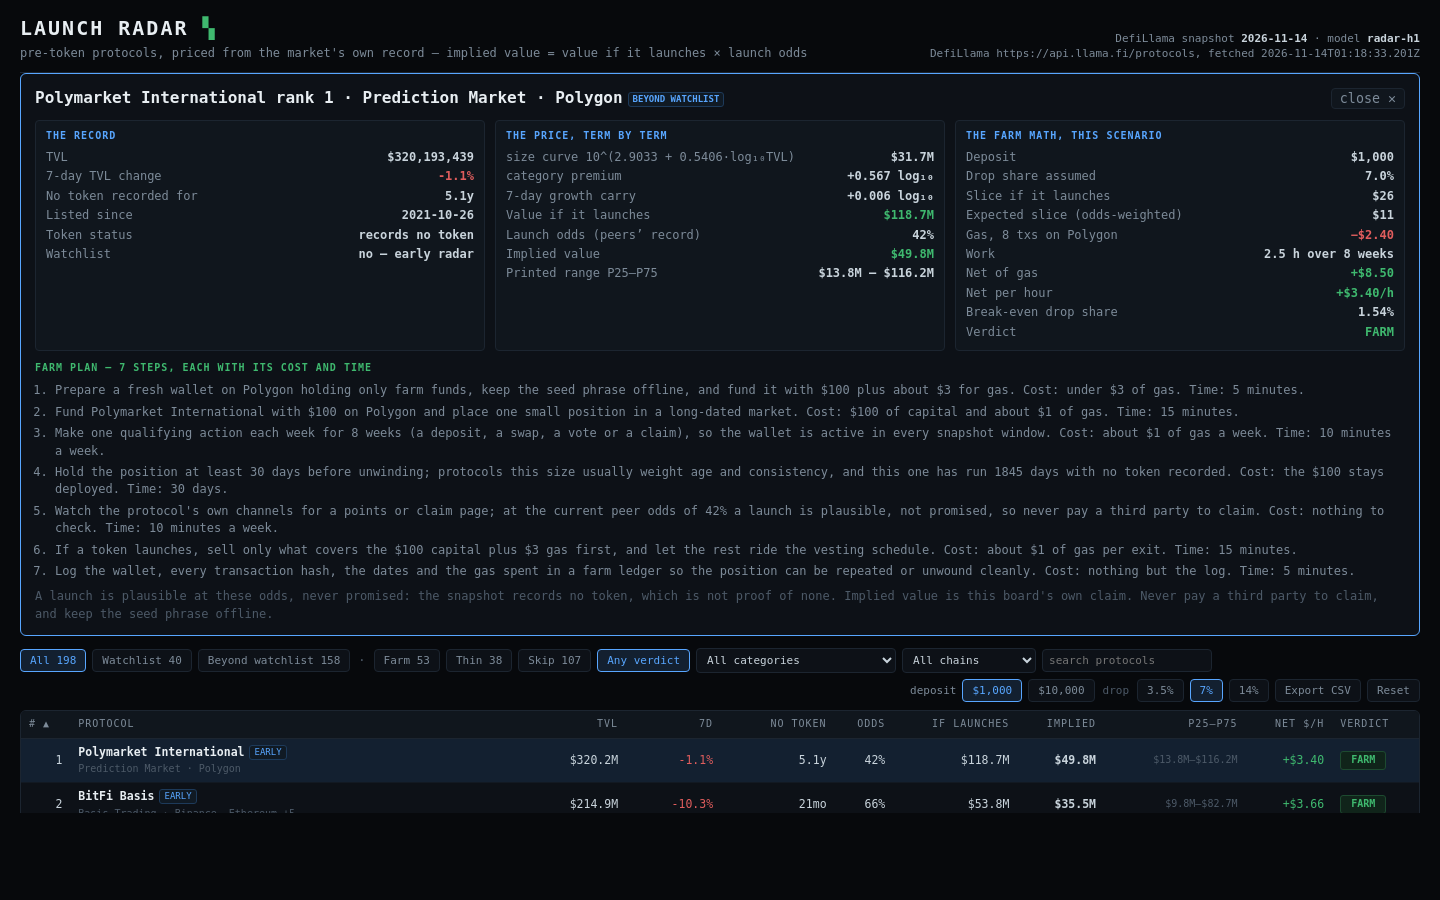 LAUNCH RADAR
pre-token protocols, priced from the market's own record — implied value = value if it launches × launch odds
DefiLlama snapshot 2026-11-14 · model radar-h1
DefiLlama https://api.llama.fi/protocols, fetched 2026-11-14T01:18:33.201Z
Polymarket International rank 1 · Prediction Market · Polygon BEYOND WATCHLIST
close ×
THE RECORD
TVL $320,193,439
7-day TVL change -1.1%
No token recorded for 5.1y
Listed since 2021-10-26
Token status records no token
Watchlist no — early radar
THE PRICE, TERM BY TERM
size curve 10^(2.9033 + 0.5406·log₁₀TVL) $31.7M
category premium +0.567 log₁₀
7-day growth carry +0.006 log₁₀
Value if it launches $118.7M
Launch odds (peers’ record) 42%
Implied value $49.8M
Printed range P25–P75 $13.8M — $116.2M
THE FARM MATH, THIS SCENARIO
Deposit $1,000
Drop share assumed 7.0%
Slice if it launches $26
Expected slice (odds-weighted) $11
Gas, 8 txs on Polygon −$2.40
Work 2.5 h over 8 weeks
Net of gas +$8.50
Net per hour +$3.40/h
Break-even drop share 1.54%
Verdict FARM
FARM PLAN — 7 STEPS, EACH WITH ITS COST AND TIME
1. Prepare a fresh wallet on Polygon holding only farm funds, keep the seed phrase offline, and fund it with $100 plus about $3 for gas. Cost: under $3 of gas. Time: 5 minutes.
2. Fund Polymarket International with $100 on Polygon and place one small position in a long-dated market. Cost: $100 of capital and about $1 of gas. Time: 15 minutes.
3. Make one qualifying action each week for 8 weeks (a deposit, a swap, a vote or a claim), so the wallet is active in every snapshot window. Cost: about $1 of gas a week. Time: 10 minutes
a week.
4. Hold the position at least 30 days before unwinding; protocols this size usually weight age and consistency, and this one has run 1845 days with no token recorded. Cost: the $100 stays
deployed. Time: 30 days.
5. Watch the protocol's own channels for a points or claim page; at the current peer odds of 42% a launch is plausible, not promised, so never pay a third party to claim. Cost: nothing to
check. Time: 10 minutes a week.
6. If a token launches, sell only what covers the $100 capital plus $3 gas first, and let the rest ride the vesting schedule. Cost: about $1 of gas per exit. Time: 15 minutes.
7. Log the wallet, every transaction hash, the dates and the gas spent in a farm ledger so the position can be repeated or unwound cleanly. Cost: nothing but the log. Time: 5 minutes.
A launch is plausible at these odds, never promised: the snapshot records no token, which is not proof of none. Implied value is this board's own claim. Never pay a third party to claim,
and keep the seed phrase offline.
All 198 Watchlist 40 Beyond watchlist 158 · Farm 53 Thin 38 Skip 107 Any verdict All categories All chains search protocols
deposit $1,000 $10,000 drop 3.5% 7% 14% Export CSV Reset
# ▲ PROTOCOL TVL 7D NO TOKEN ODDS IF LAUNCHES IMPLIED P25–P75 NET $/H VERDICT
1 Polymarket International EARLY $320.2M -1.1% 5.1y 42% $118.7M $49.8M $13.8M–$116.2M +$3.40 FARM
Prediction Market · Polygon
2 BitFi Basis EARLY $214.9M -10.3% 21mo 66% $53.8M $35.5M $9.8M–$82.7M +$3.66 FARM
Basis Trading · Binance, Ethereum +5